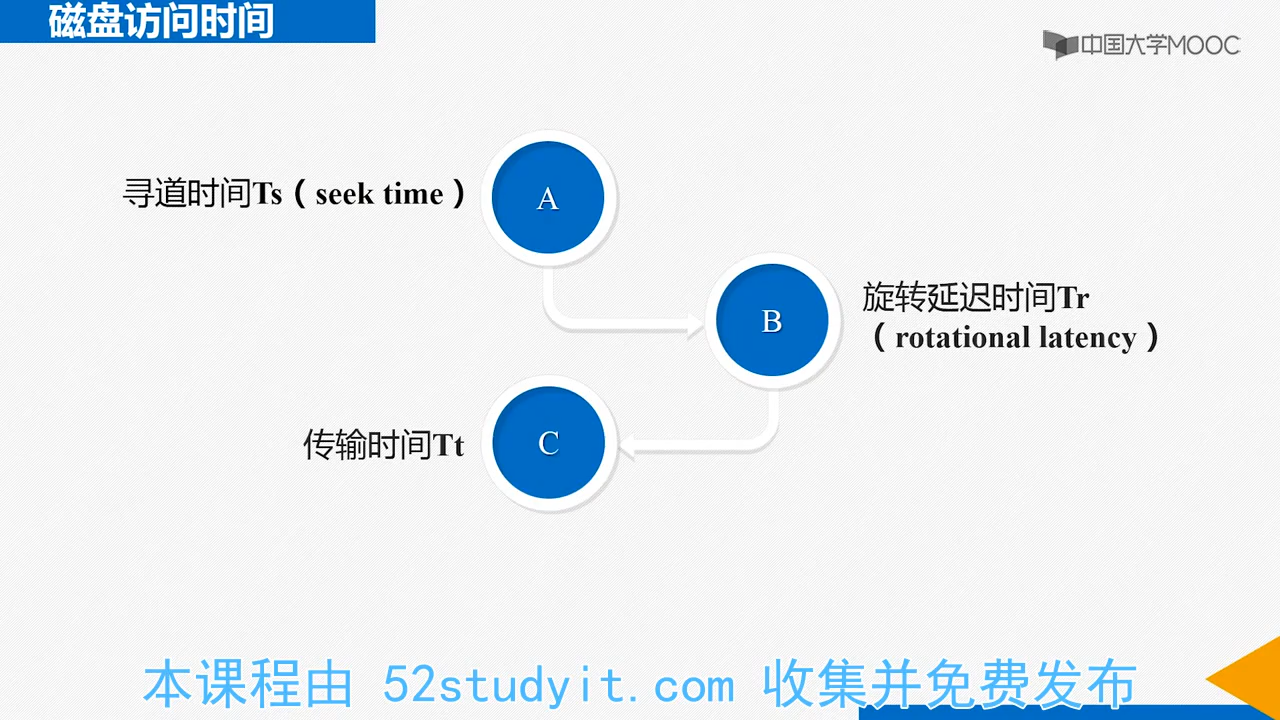 磁盘访问时间
中国大学MOOC
寻道时间Ts（seek time）
A
B
旋转延迟时间Tr
（rotational latency）
传输时间Tt
C
本课程由 52studyit.com 收集并免费发布